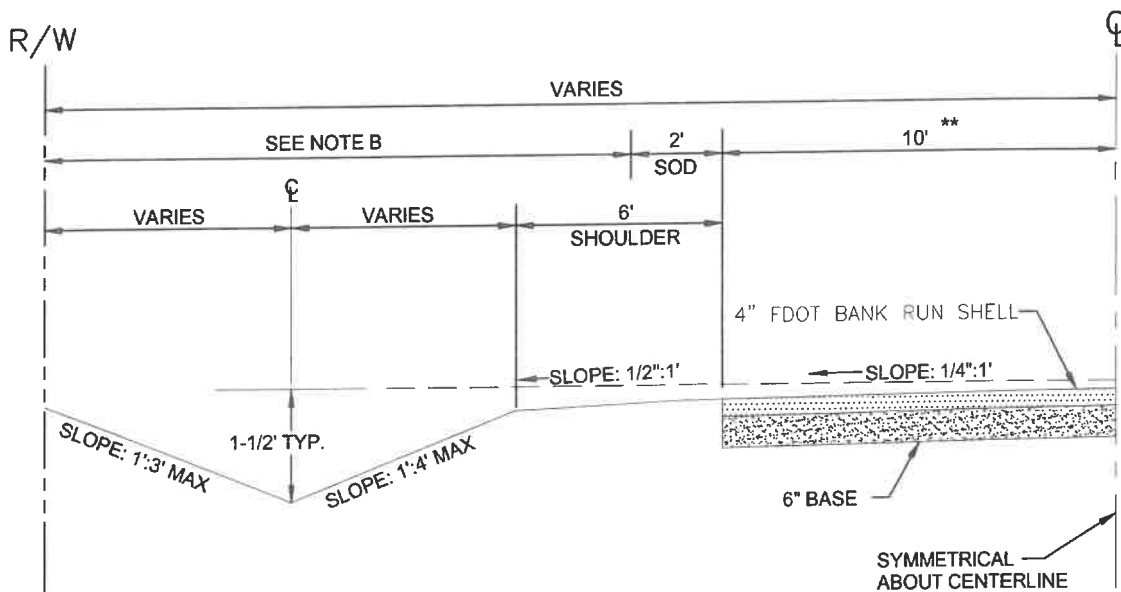 R/W
℄
VARIES
SEE NOTE B
2'
SOD
10' **
℄
VARIES
VARIES
6'
SHOULDER
4" FDOT BANK RUN SHELL
SLOPE: 1/2":1'
SLOPE: 1/4":1'
SLOPE: 1':3' MAX
1-1/2' TYP.
SLOPE: 1':4' MAX
6" BASE
SYMMETRICAL
ABOUT CENTERLINE